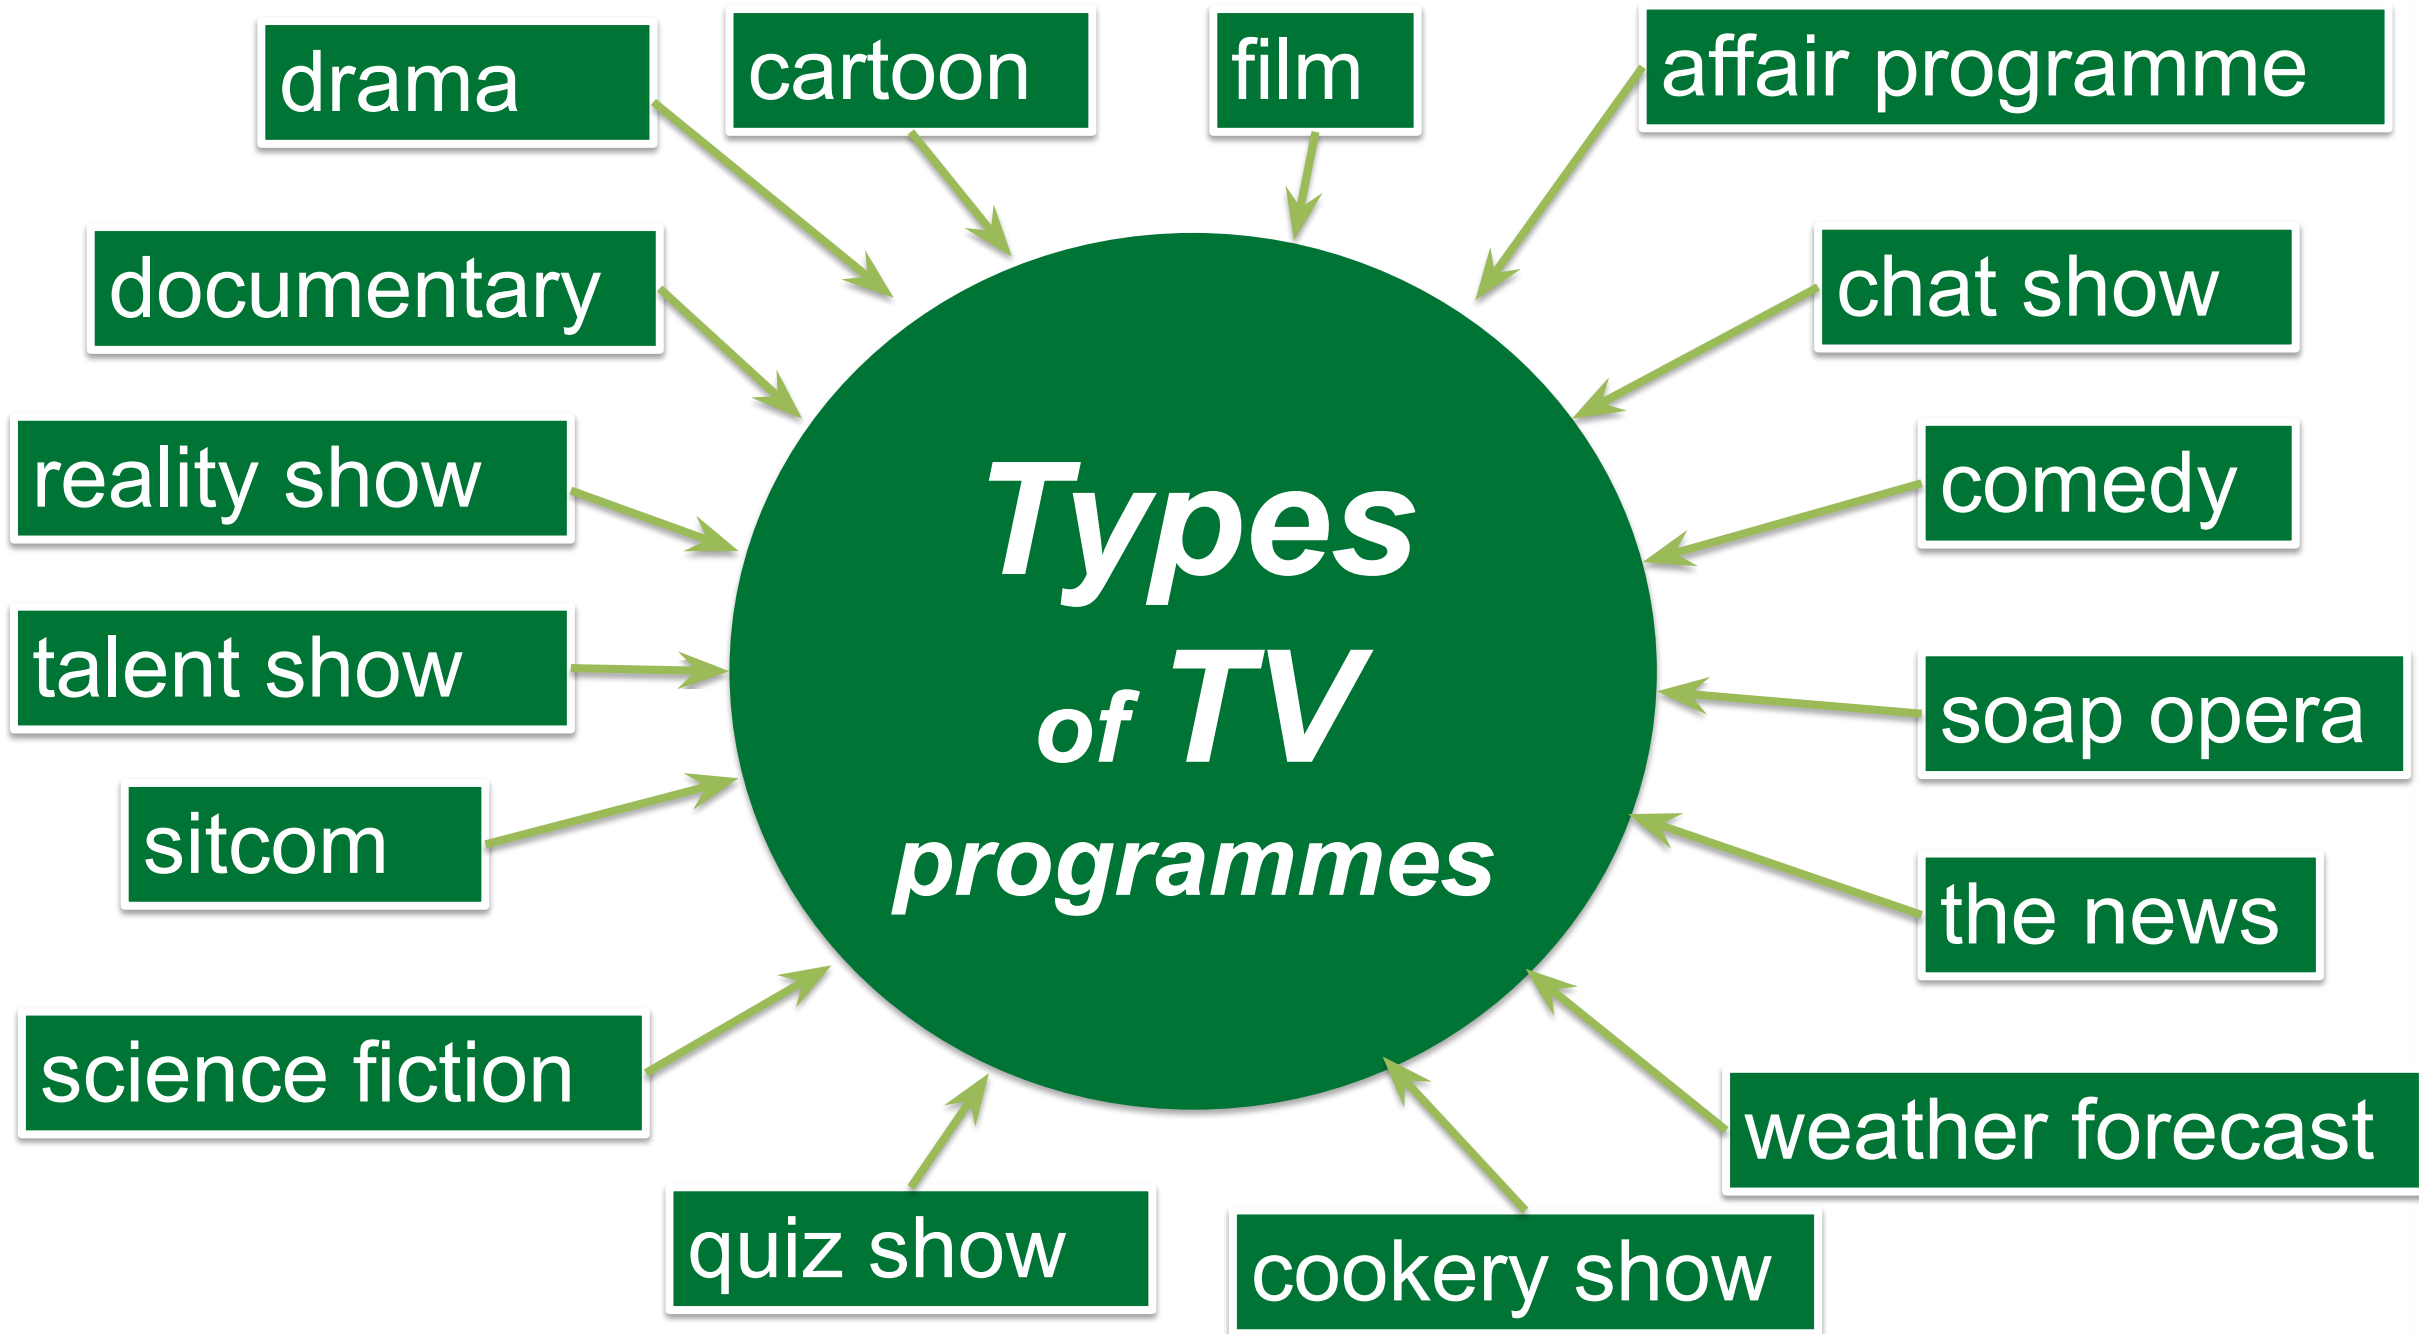 drama
cartoon
film
affair programme
documentary
chat show
reality show
comedy
Types
of TV
programmes
talent show
soap opera
sitcom
the news
science fiction
weather forecast
quiz show
cookery show